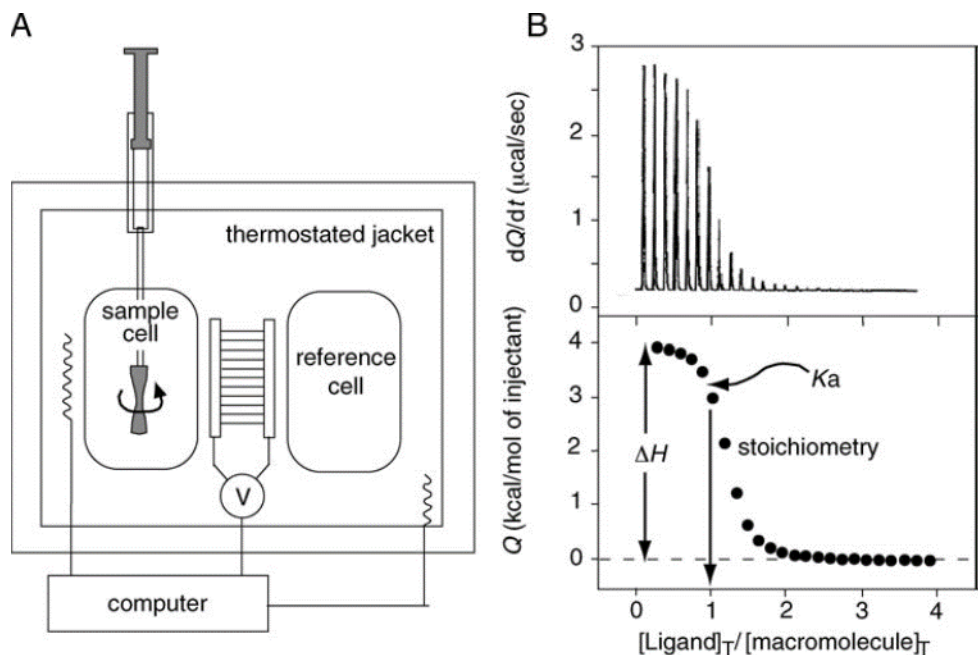 A
thermostated jacket
sample
cell
reference
cell
V
computer
B
dQ/dt (μcal/sec)
3
2
1
0
Q (kcal/mol of injectant)
4
3
2
1
0
ΔH
Ka
stoichiometry
0 1 2 3 4
[Ligand]T/[macromolecule]T